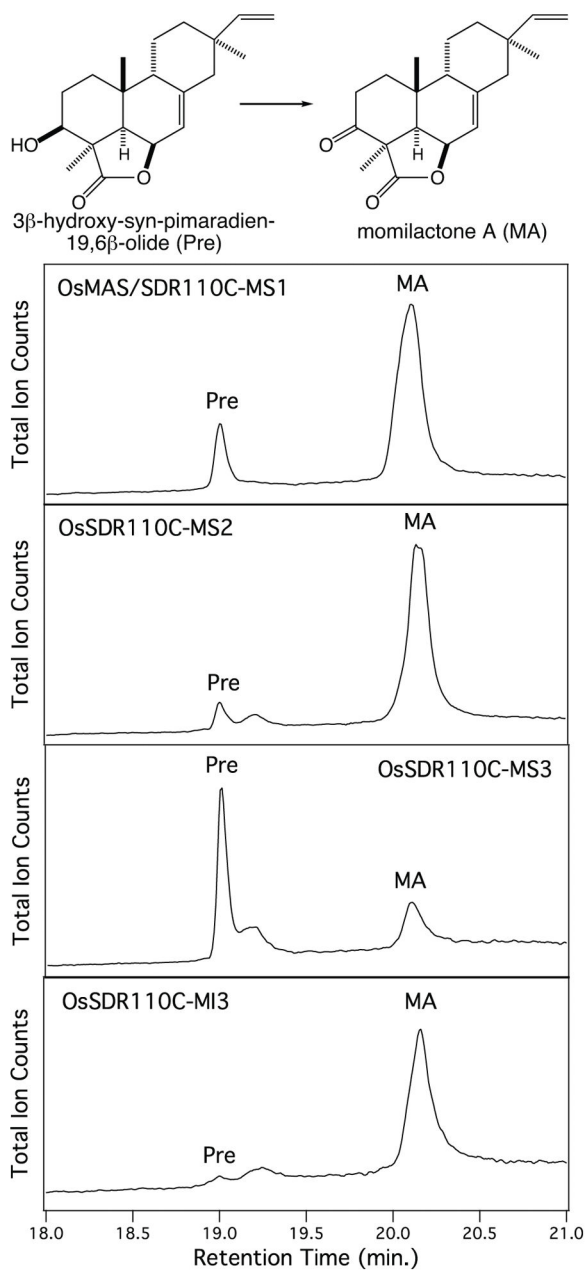 HO
H
O
O
O
H
O
O
3β-hydroxy-syn-pimaradien-
19,6β-olide (Pre)
momilactone A (MA)
OsMAS/SDR110C-MS1
MA
Pre
Total Ion Counts
OsSDR110C-MS2
MA
Pre
Total Ion Counts
Pre
OsSDR110C-MS3
MA
Total Ion Counts
OsSDR110C-MI3
MA
Pre
Total Ion Counts
18.0 18.5 19.0 19.5 20.0 20.5 21.0
Retention Time (min.)